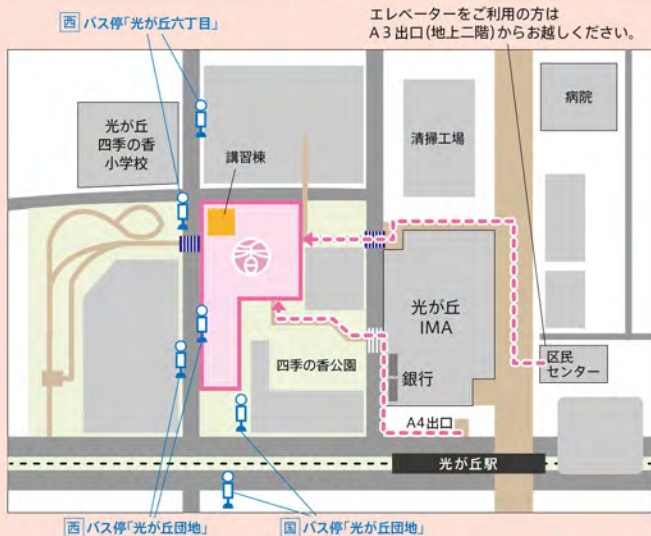 西 バス停「光が丘六丁目」
エレベーターをご利用の方は
A3出口(地上二階)からお越しください。
光が丘
四季の香
小学校
講習棟
清掃工場
病院
香
光が丘
IMA
四季の香公園
銀行
区民
センター
A4出口
光が丘駅
西 バス停「光が丘団地」
国 バス停「光が丘団地」